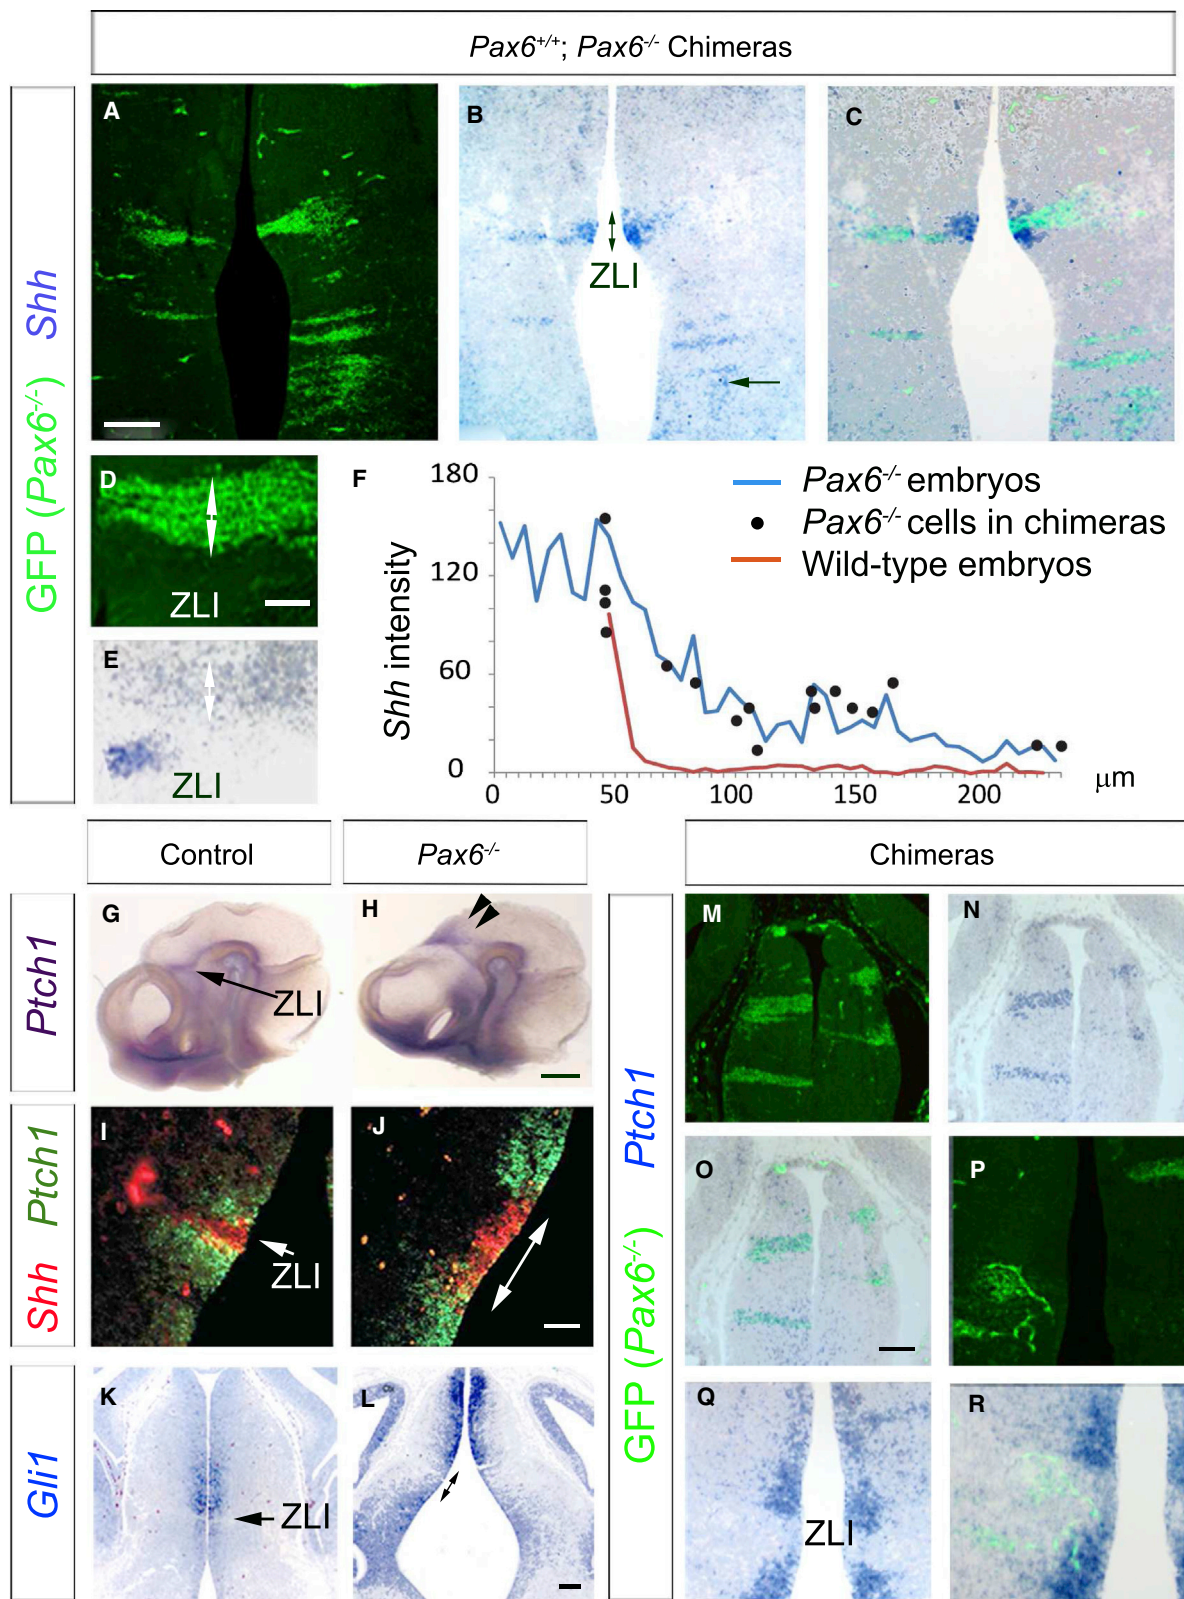 Pax6+/+; Pax6-/- Chimeras
GFP (Pax6-/-) Shh
A
B
ZLI
C
D
ZLI
E
ZLI
F
180
120
60
0
Shh intensity
0 50 100 150 200 μm
Pax6-/- embryos
Pax6-/- cells in chimeras
Wild-type embryos
Control
Pax6-/-
Chimeras
Ptch1
G
ZLI
H
Shh Ptch1
I
ZLI
J
Gli1
K
ZLI
L
GFP (Pax6-/-) Ptch1
M
N
O
P
Q
ZLI
R